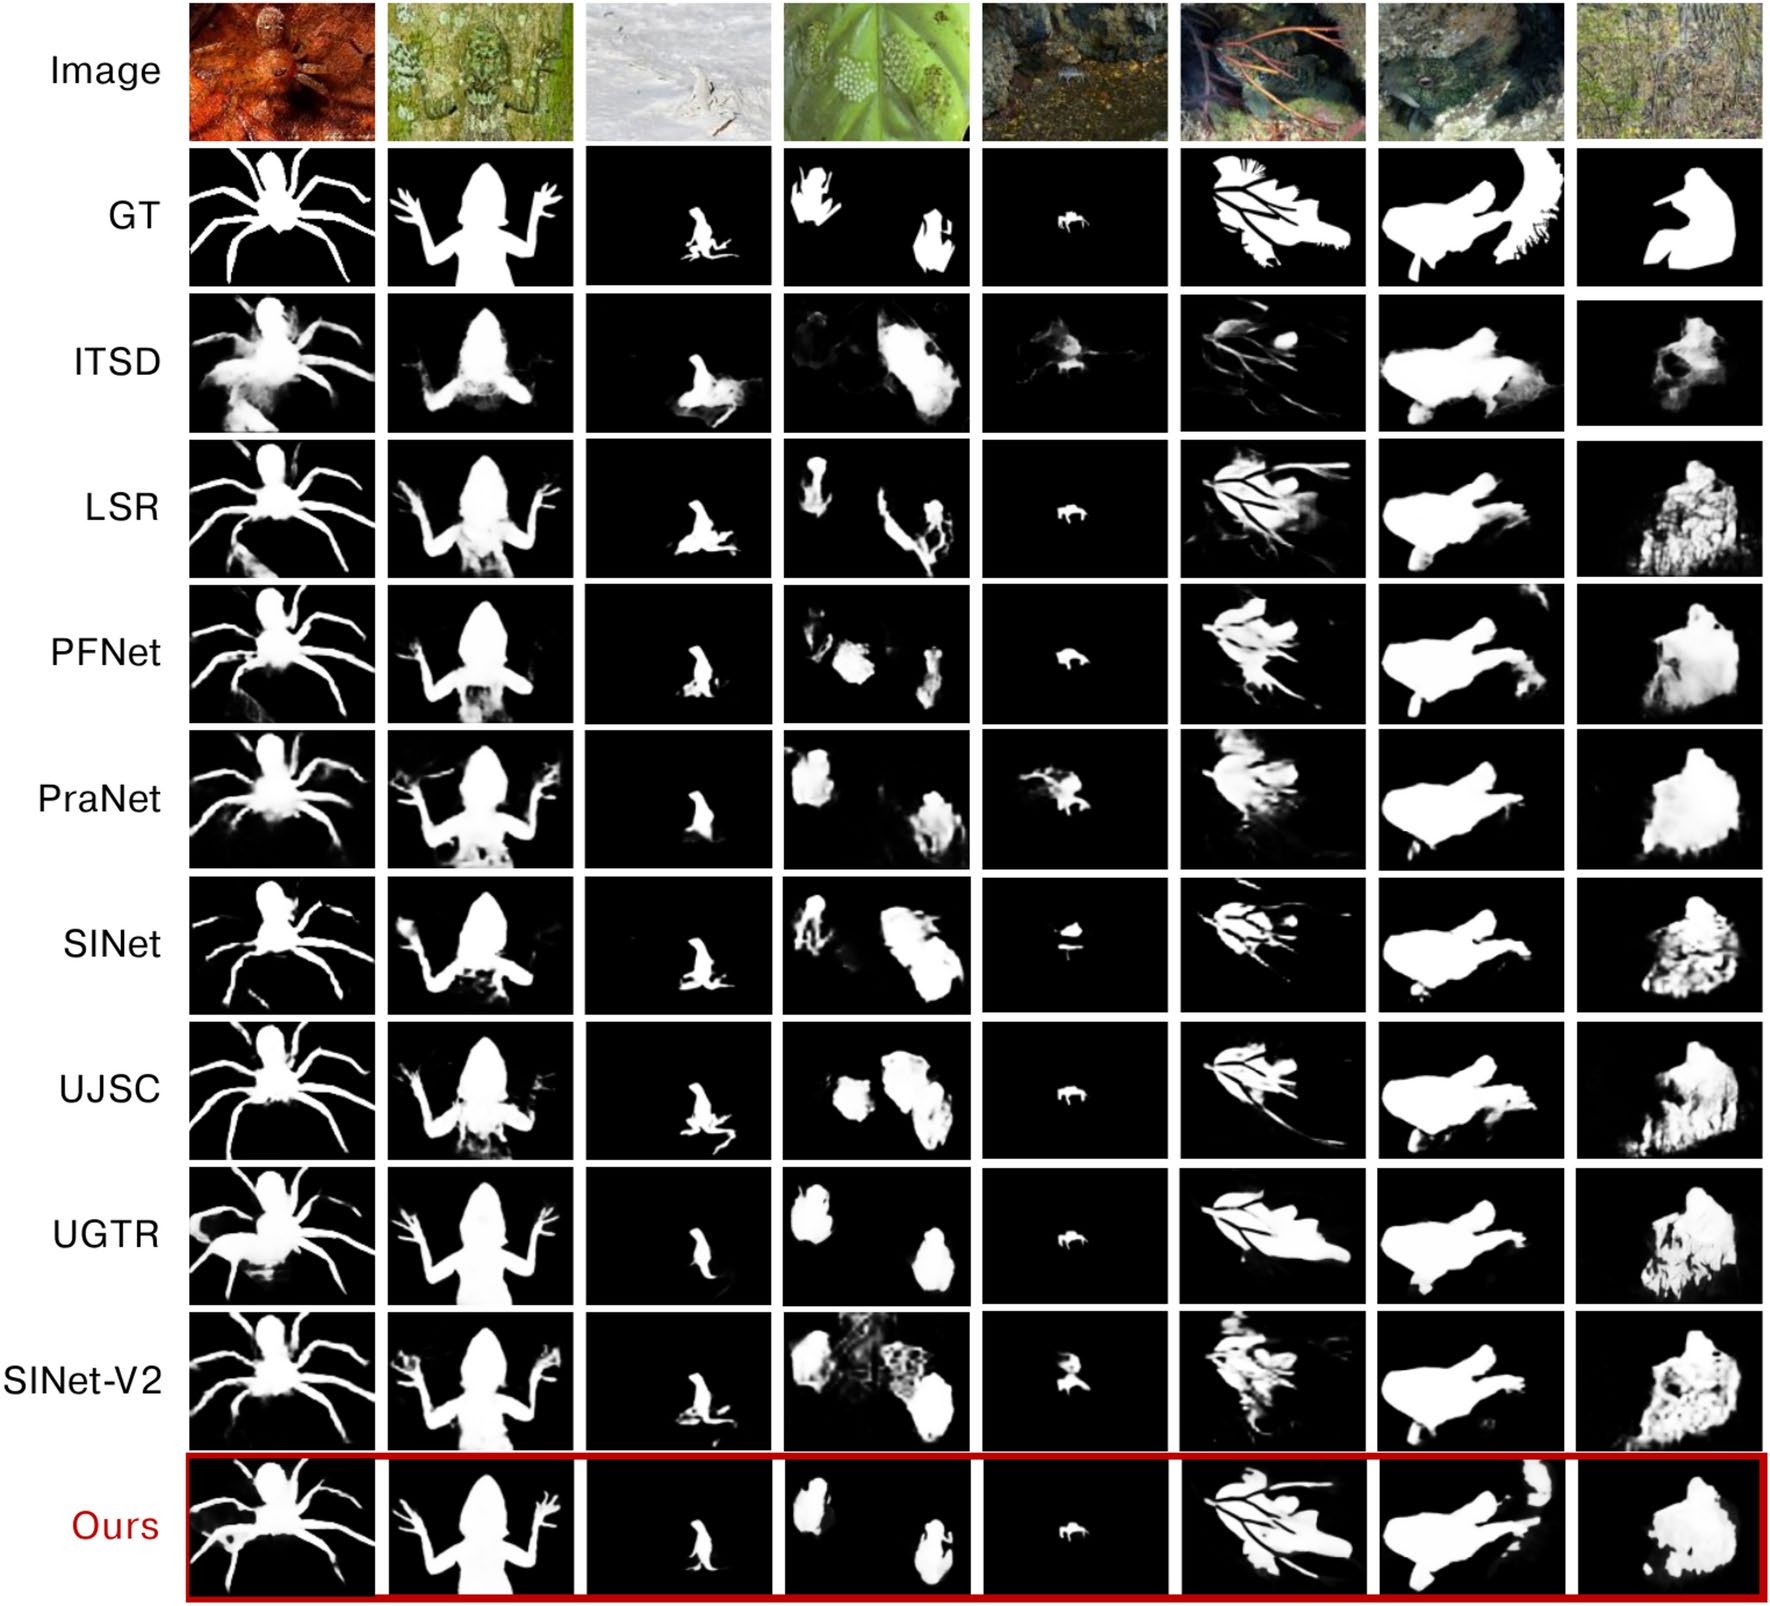 Image
GT
ITSD
LSR
PFNet
PraNet
SINet
UJSC
UGTR
SINet-V2
Ours